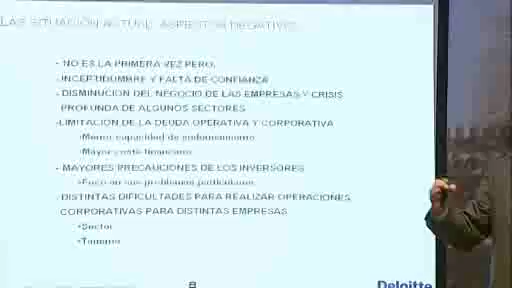 LAS SITUACIÓN ACTUAL. ASPECTOS NEGATIVOS
- NO ES LA PRIMERA VEZ PERO,
- INCERTIDUMBRE Y FALTA DE CONFIANZA
- DISMINUCIÓN DEL NEGOCIO DE LAS EMPRESAS Y CRISIS
PROFUNDA DE ALGUNOS SECTORES
-LIMITACIÓN DE LA DEUDA OPERATIVA Y CORPORATIVA
•Menor capacidad de endeudamiento
•Mayor coste financiero
- MAYORES PRECAUCIONES DE LOS INVERSORES
•Foco en sus problemas particulares
- DISTINTAS DIFICULTADES PARA REALIZAR OPERACIONES
CORPORATIVAS PARA DISTINTAS EMPRESAS
•Sector
•Tamaño
8
Deloitte